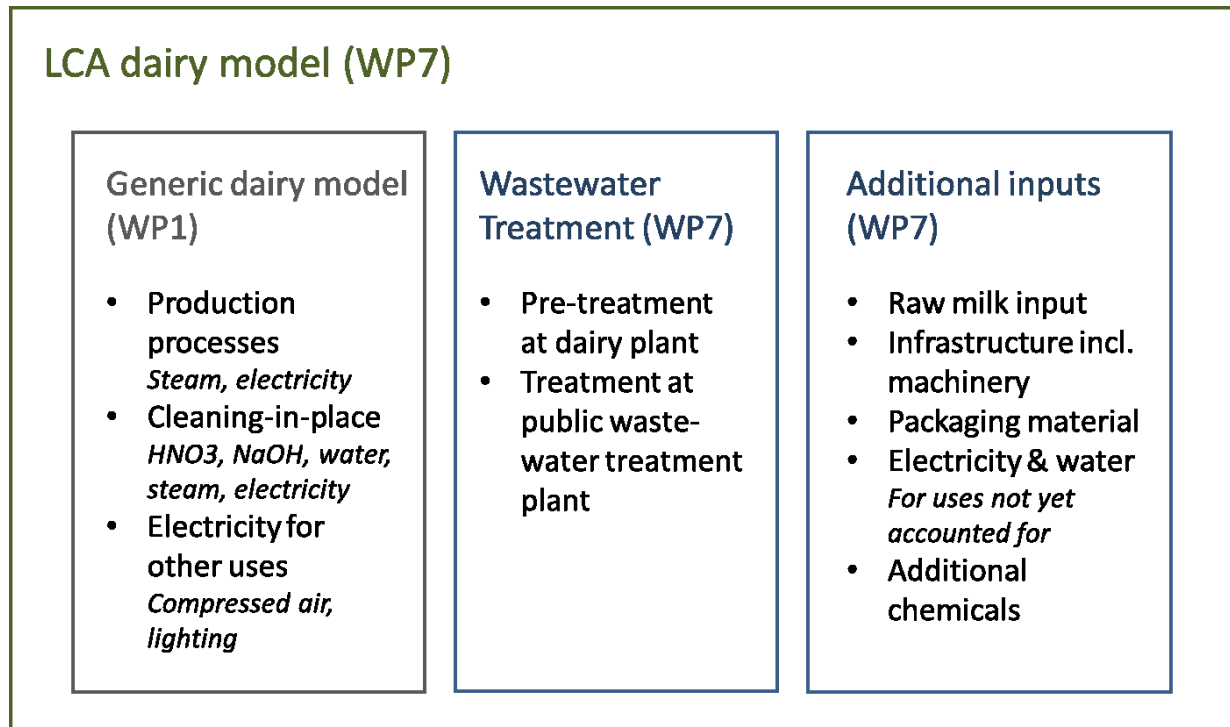 LCA dairy model (WP7)
Generic dairy model
(WP1)
• Production
processes
Steam, electricity
• Cleaning-in-place
HNO3, NaOH, water,
steam, electricity
• Electricity for
other uses
Compressed air,
lighting
Wastewater
Treatment (WP7)
• Pre-treatment
at dairy plant
• Treatment at
public waste-
water treatment
plant
Additional inputs
(WP7)
• Raw milk input
• Infrastructure incl.
machinery
• Packaging material
• Electricity & water
For uses not yet
accounted for
• Additional
chemicals